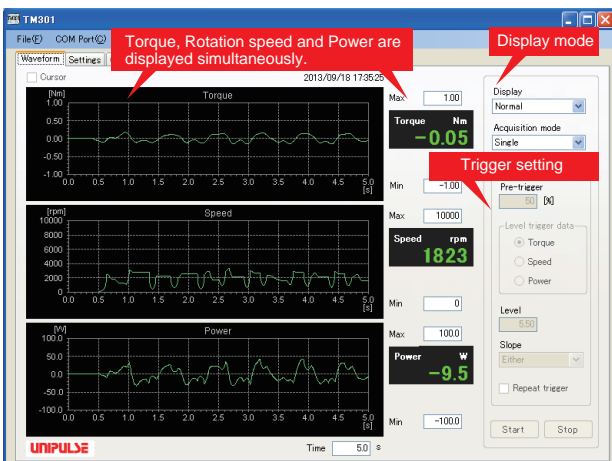 TM301
File(F) COM Port(C)
Torque, Rotation speed and Power are
displayed simultaneously.
Display mode
Waveform Settings
Cursor
2013/09/18 17:35:25
[Nm] Torque
1.00
0.50
0.00
-0.50
-1.00
0.0 0.5 1.0 1.5 2.0 2.5 3.0 3.5 4.0 4.5 5.0
[s]
Max 1.00
Torque Nm
-0.05
Min -1.00
[rpm] Speed
10000
8000
6000
4000
2000
0
0.0 0.5 1.0 1.5 2.0 2.5 3.0 3.5 4.0 4.5 5.0
[s]
Max 10000
Speed rpm
1823
Min 0
[W] Power
100.0
50.0
0.0
-50.0
-100.0
0.0 0.5 1.0 1.5 2.0 2.5 3.0 3.5 4.0 4.5 5.0
[s]
Max 100.0
Power W
-9.5
Min -100.0
UNIPULSE
Time 5.0 s
Display
Normal
Acquisition mode
Single
Trigger setting
Pre-trigger
50 [%]
Level trigger data
Torque
Speed
Power
Level
5.50
Slope
Either
Repeat trigger
Start Stop